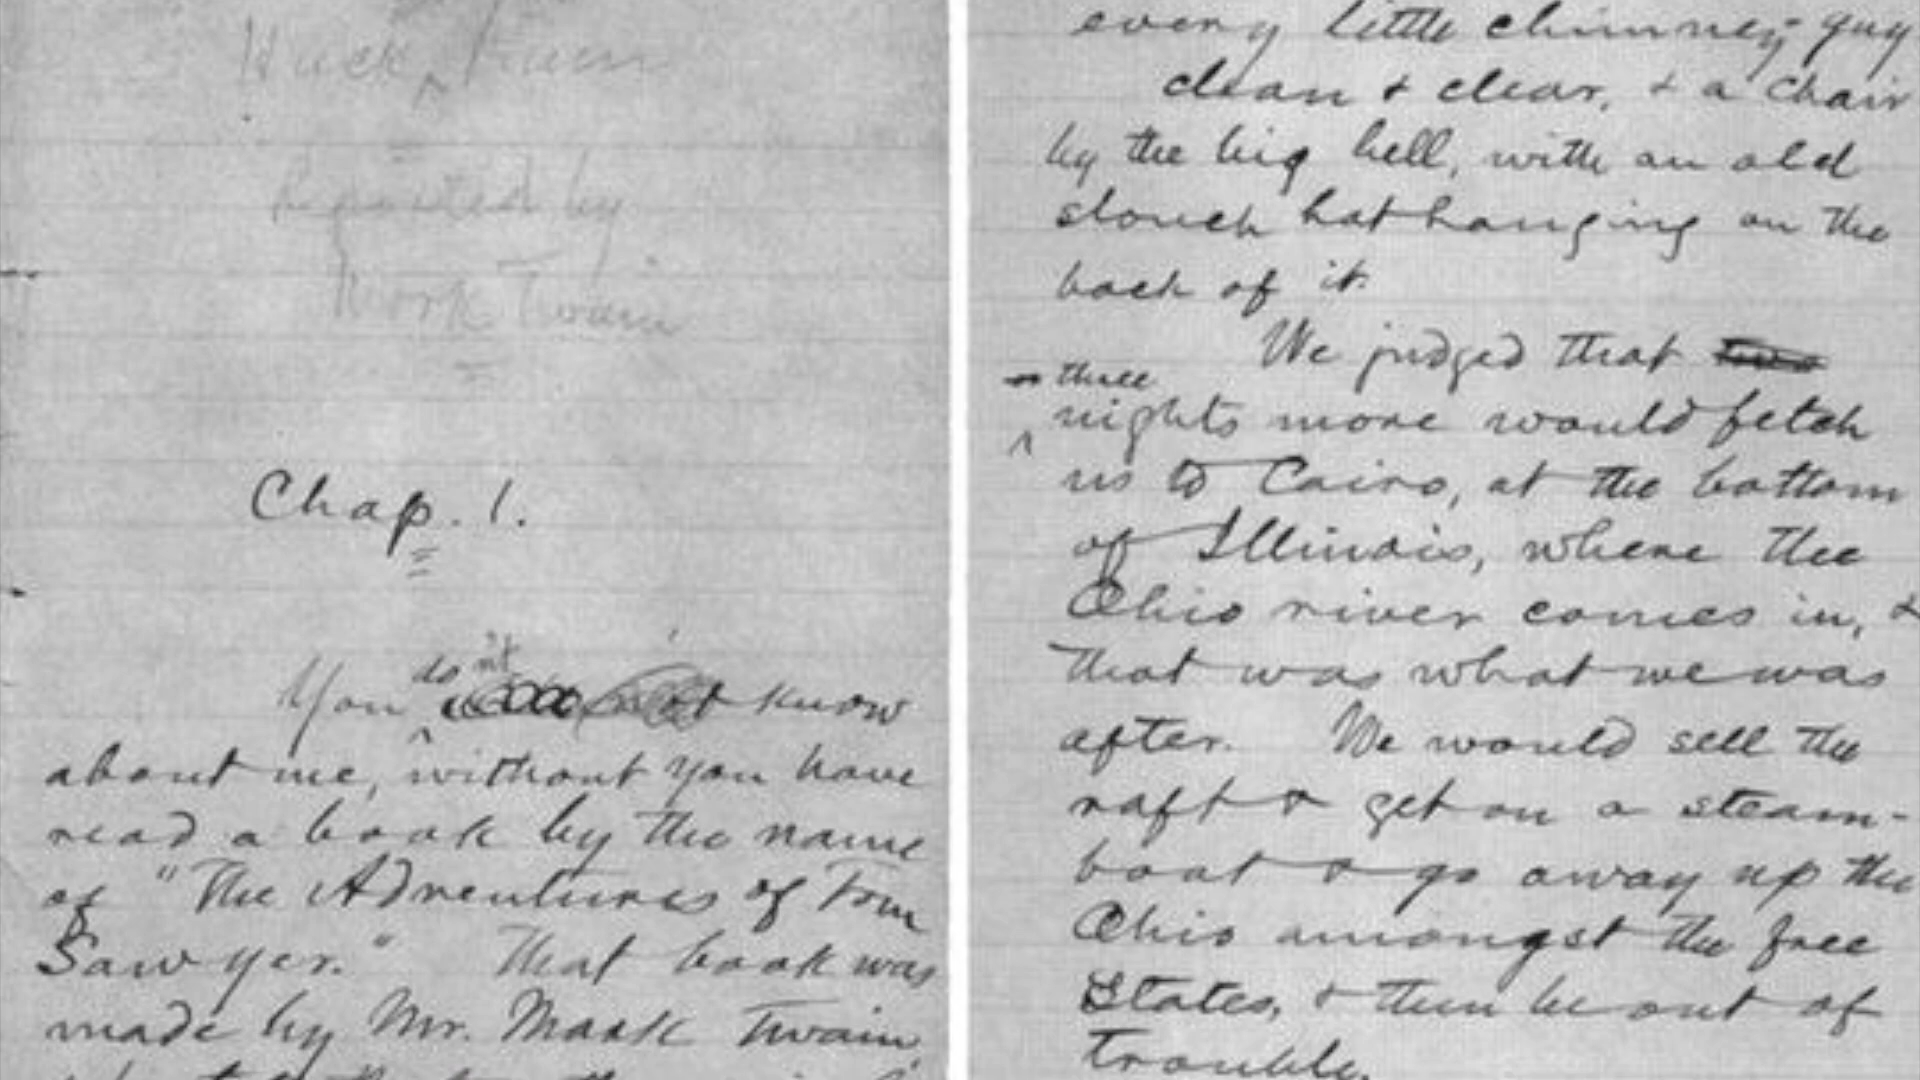 Huck Finn
Reported by
Mark Twain
Chap. 1.
You don't know
about me, without you have
read a book by the name
of "The Adventures of Tom
Sawyer." That book was
made by Mr. Mark Twain,
every little chimney-guy
clean & clear, & a chair
by the big bell, with an old
slouch hat hanging on the
back of it.
We judged that
three
nights more would fetch
us to Cairo, at the bottom
of Illinois, where the
Ohio river comes in, &
that was what we was
after. We would sell the
raft & get on a steam-
boat & go away up the
Ohio amongst the free
States, & then be out of
trouble.